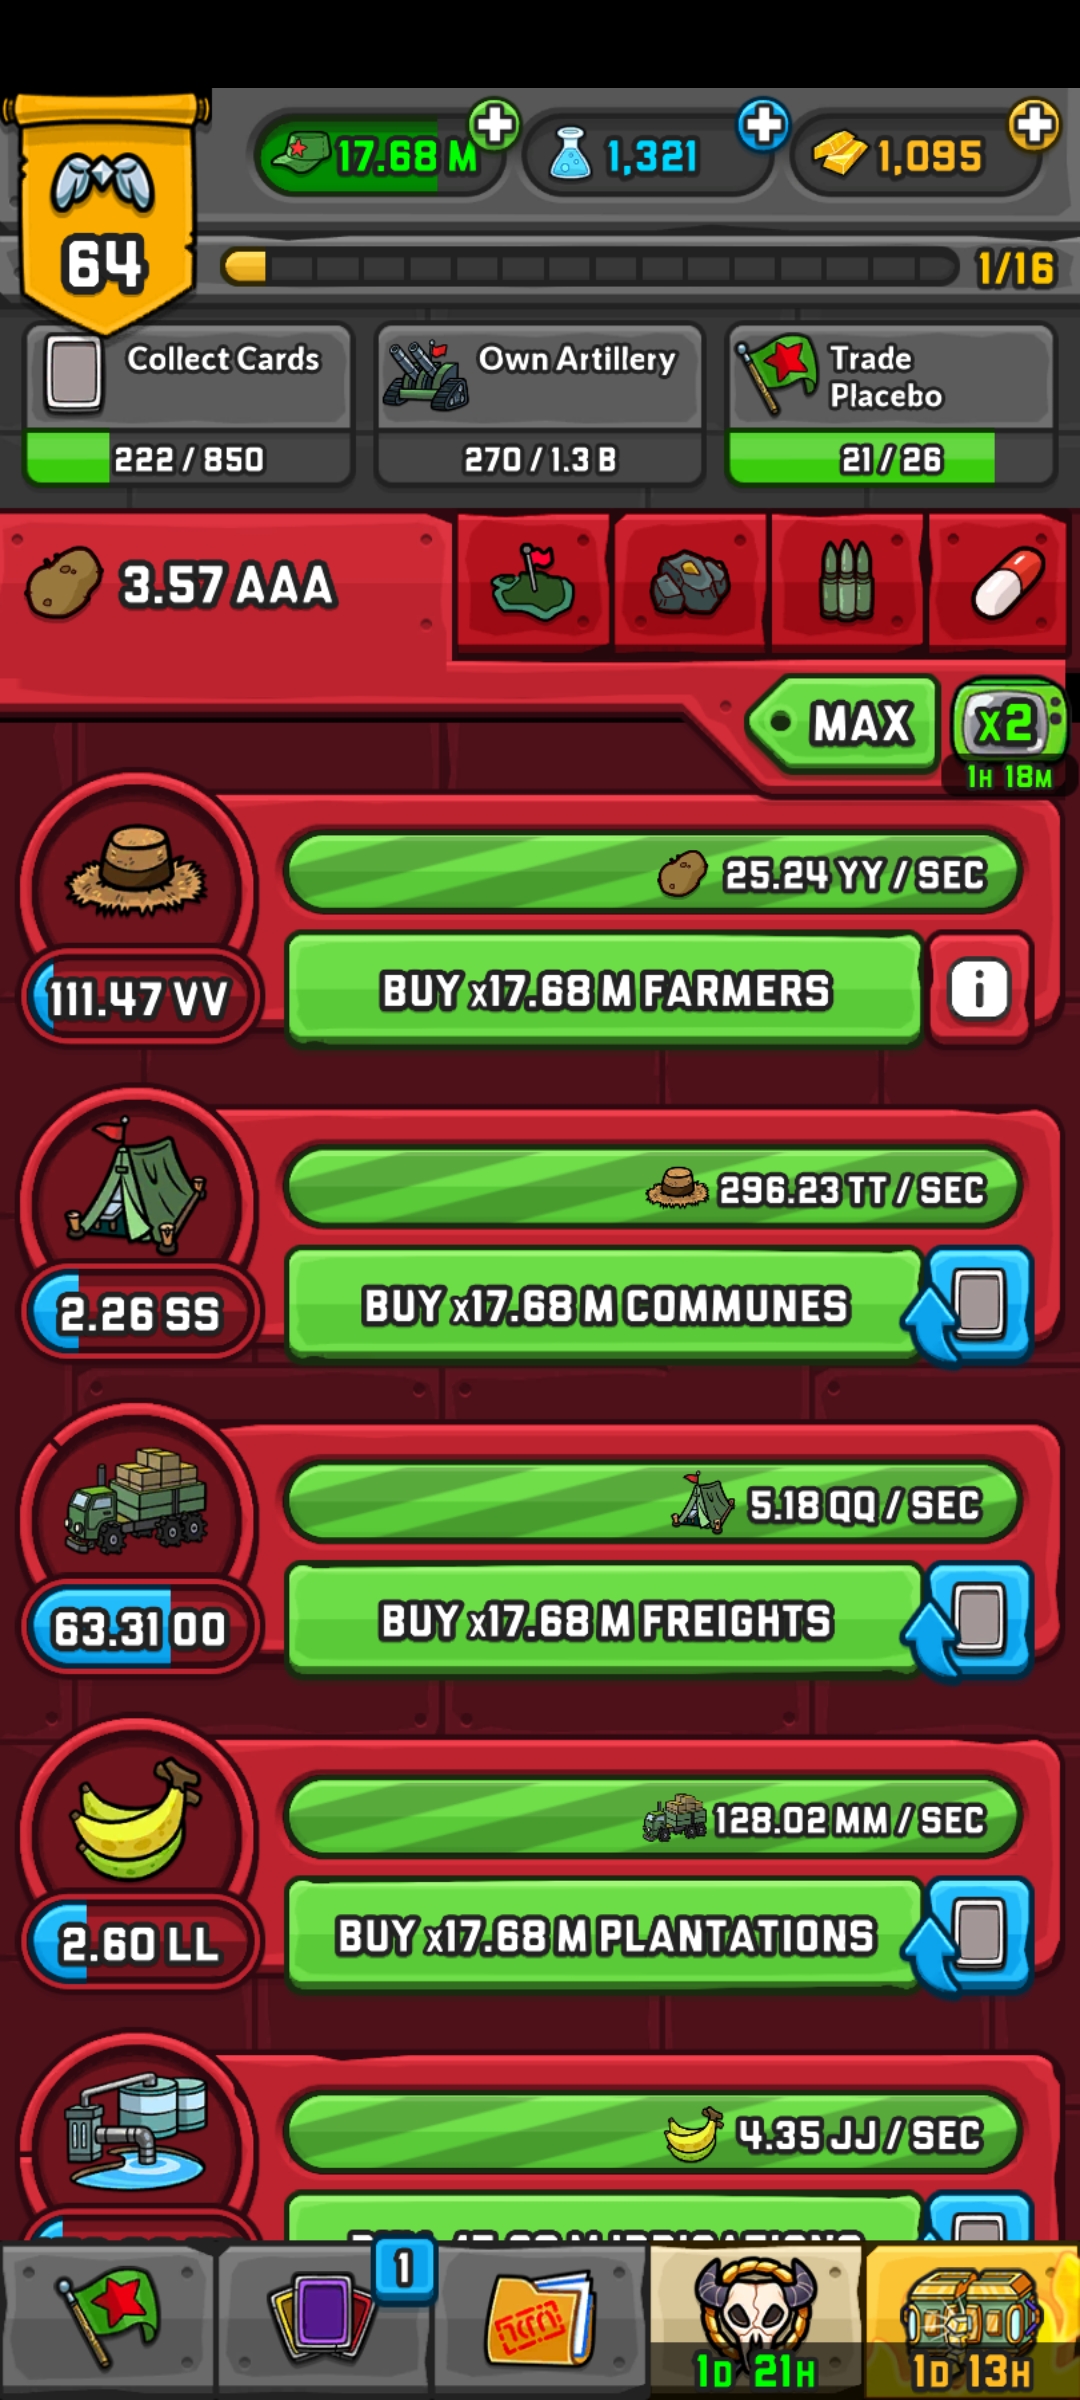 17.68 M
1,321
1,095
64
1/16
Collect Cards
Own Artillery
Trade
Placebo
222 / 850
270 / 1.3 B
21 / 26
3.57 AAA
MAX
x2
1H 18M
25.24 YY / SEC
111.47 VV
BUY x17.68 M FARMERS
i
296.23 TT / SEC
2.26 SS
BUY x17.68 M COMMUNES
5.18 QQ / SEC
63.31 OO
BUY x17.68 M FREIGHTS
128.02 MM / SEC
2.60 LL
BUY x17.68 M PLANTATIONS
4.35 JJ / SEC
1
1D 21H
1D 13H